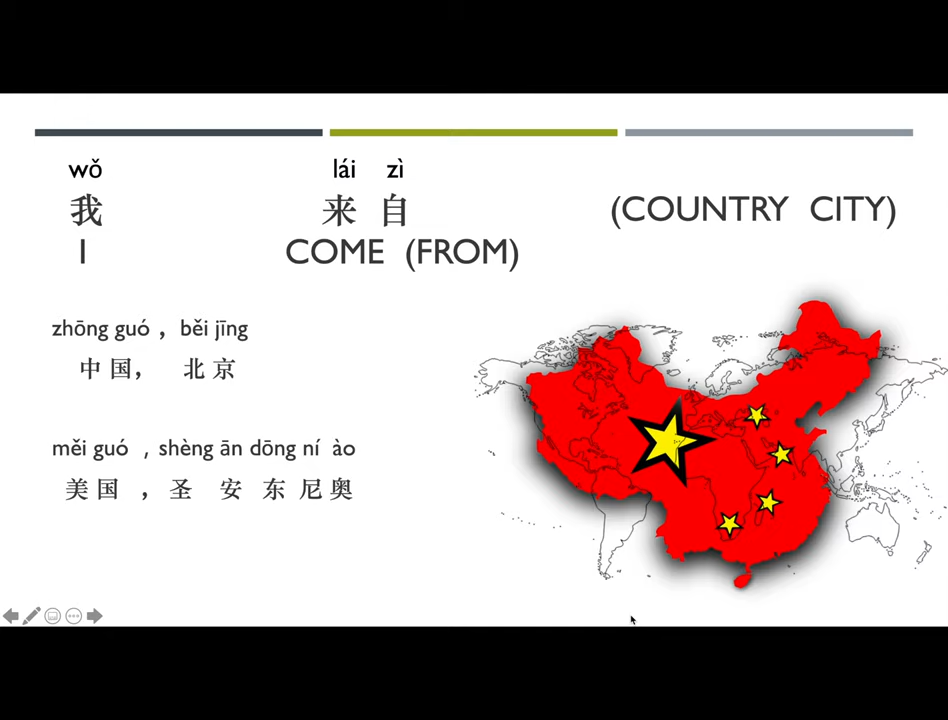 wǒ lái zì
我 来 自 (COUNTRY CITY)
I COME (FROM)
zhōng guó , běi jīng
中 国, 北 京
měi guó , shèng ān dōng ní ào
美 国 , 圣 安 东 尼 奥